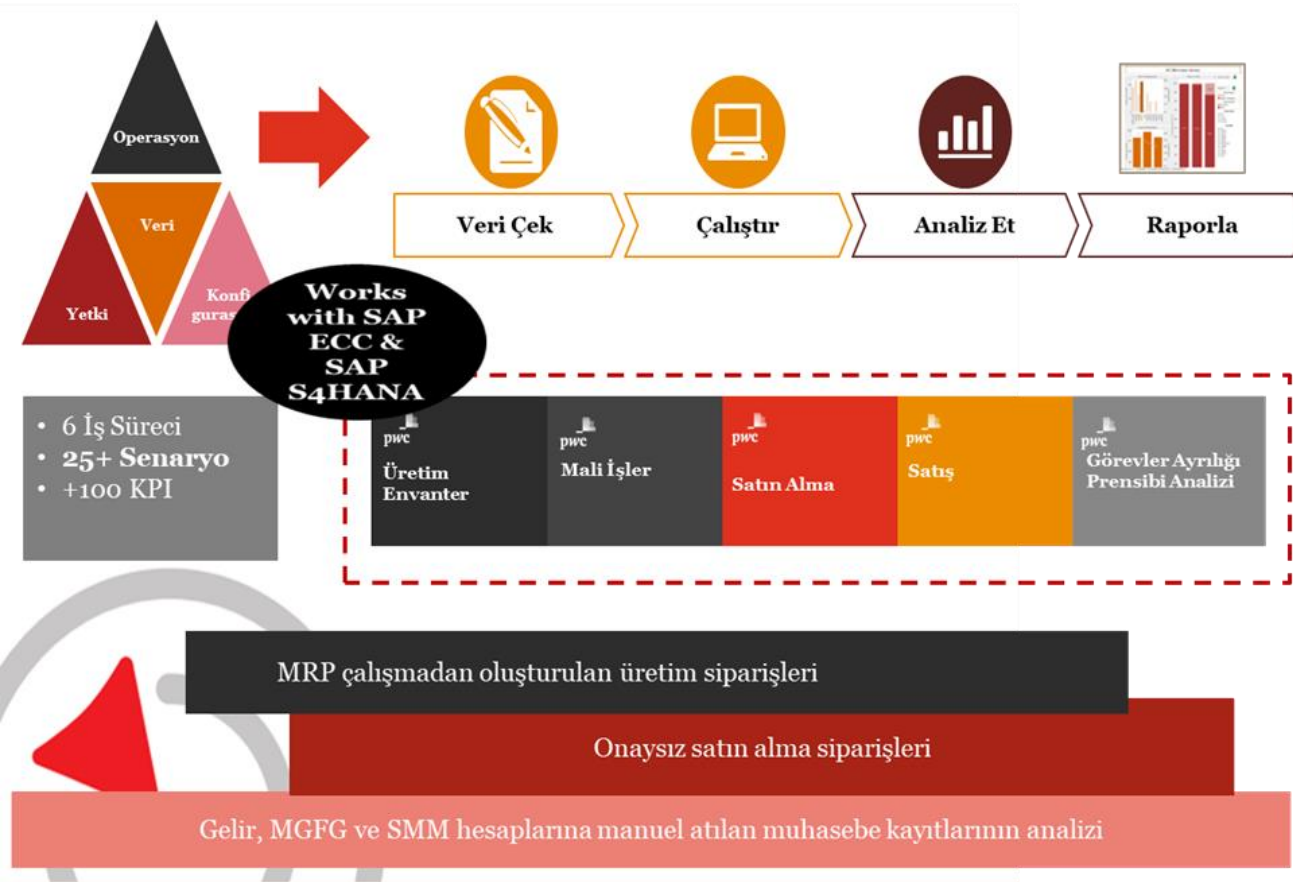 Operasyon
Veri
Yetki
Konfi
guras
Veri Çek
Çalıştır
Analiz Et
Raporla
Works
with SAP
ECC &
SAP
S4HANA
• 6 İş Süreci
• 25+ Senaryo
• +100 KPI
pwc
Üretim
Envanter
pwc
Mali İşler
pwc
Satın Alma
pwc
Satış
pwc
Görevler Ayrılığı
Prensibi Analizi
MRP çalışmadan oluşturulan üretim siparişleri
Onaysız satın alma siparişleri
Gelir, MGFG ve SMM hesaplarına manuel atılan muhasebe kayıtlarının analizi